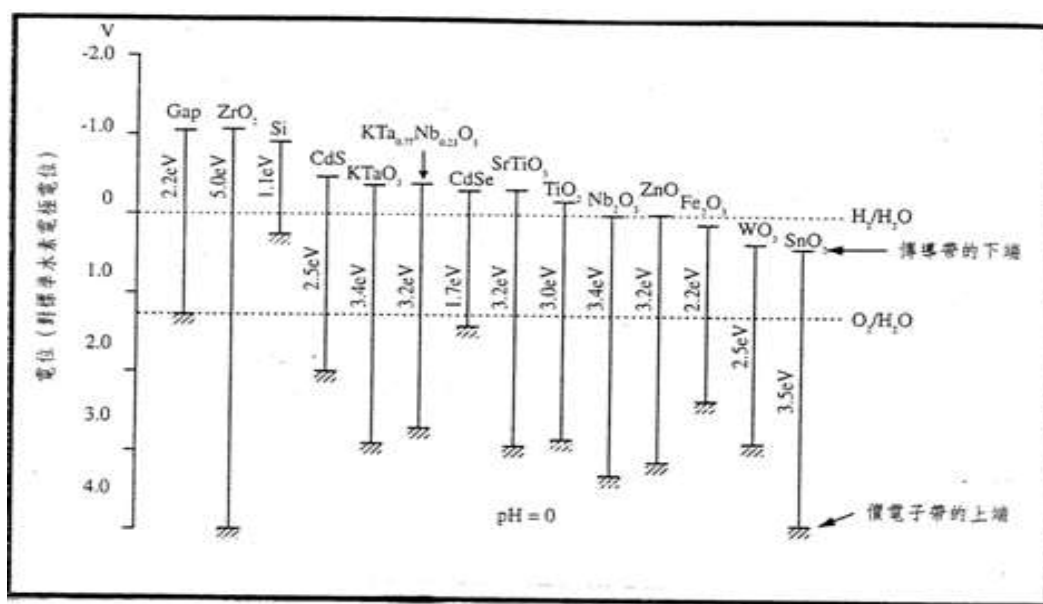 V
-2.0
-1.0
0
1.0
2.0
3.0
4.0
電位（對標準水素電極電位）
Gap
2.2eV
ZrO₂
5.0eV
Si
1.1eV
CdS
2.5eV
KTaO₃
3.4eV
KTa₀.₇₇Nb₀.₂₃O₃
3.2eV
CdSe
1.7eV
SrTiO₃
3.2eV
TiO₂
3.0eV
Nb₂O₅
3.4eV
ZnO
3.2eV
Fe₂O₃
2.2eV
WO₃
2.5eV
SnO₂
3.5eV
H₂/H₂O
傳導帶的下端
O₂/H₂O
價電子帶的上端
pH = 0